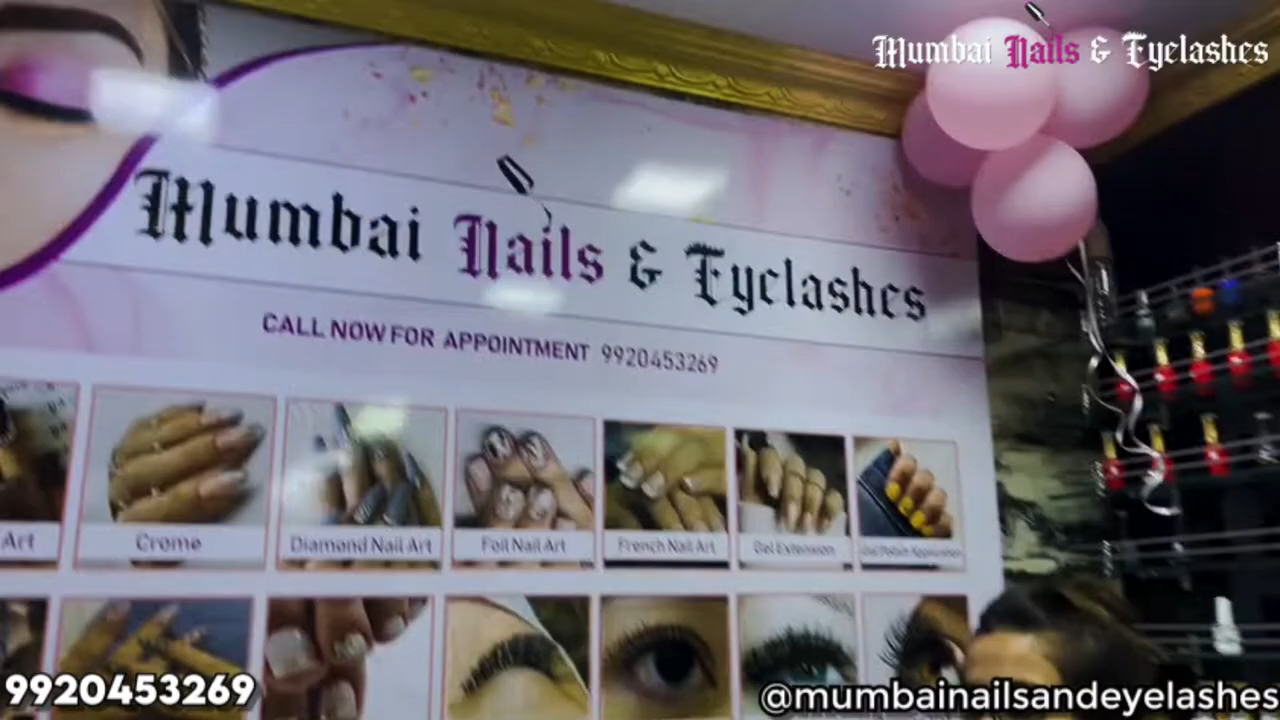 Mumbai Nails & Eyelashes
Mumbai Nails & Eyelashes
CALL NOW FOR APPOINTMENT 9920453269
Art
Crome
Diamond Nail Art
Foil Nail Art
French Nail Art
Gel Extension
9920453269
@mumbainailsandeyelashes